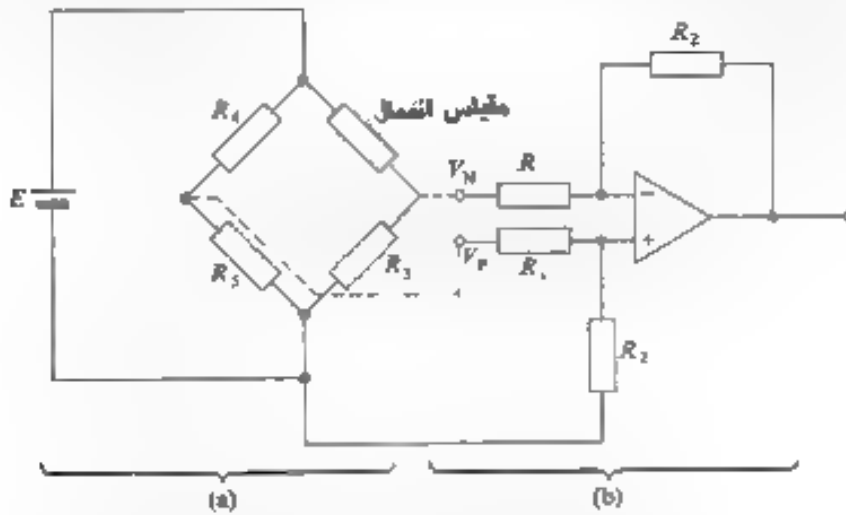 R₂
R₄
مقياس انفعال
E
V_N
R
−
+
V_P
R₁
R₅
R₃
R₂
(a)
(b)